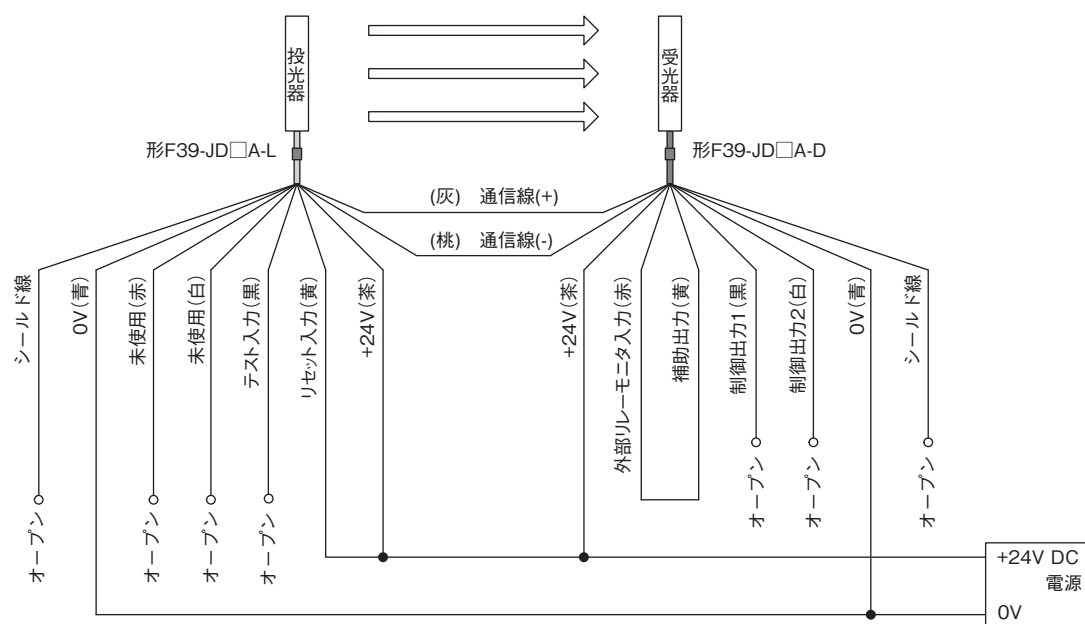 投光器
受光器
形F39-JD□A-L
形F39-JD□A-D
(灰) 通信線(+)
(桃) 通信線(-)
シールド線
0V(青)
未使用(赤)
未使用(白)
テスト入力(黒)
リセット入力(黄)
+24V(茶)
+24V(茶)
外部リレーモニタ入力(赤)
補助出力(黄)
制御出力1(黒)
制御出力2(白)
0V(青)
シールド線
オープン
オープン
オープン
オープン
オープン
オープン
オープン
+24V DC
電源
0V